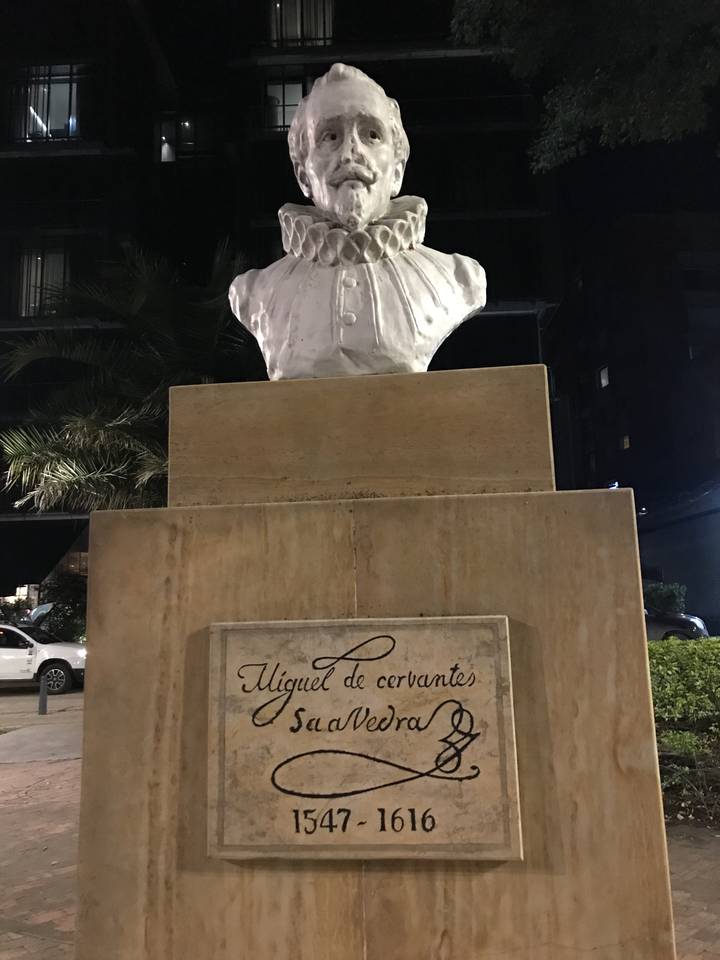 Miguel de cervantes
SaaVedra
1547 - 1616